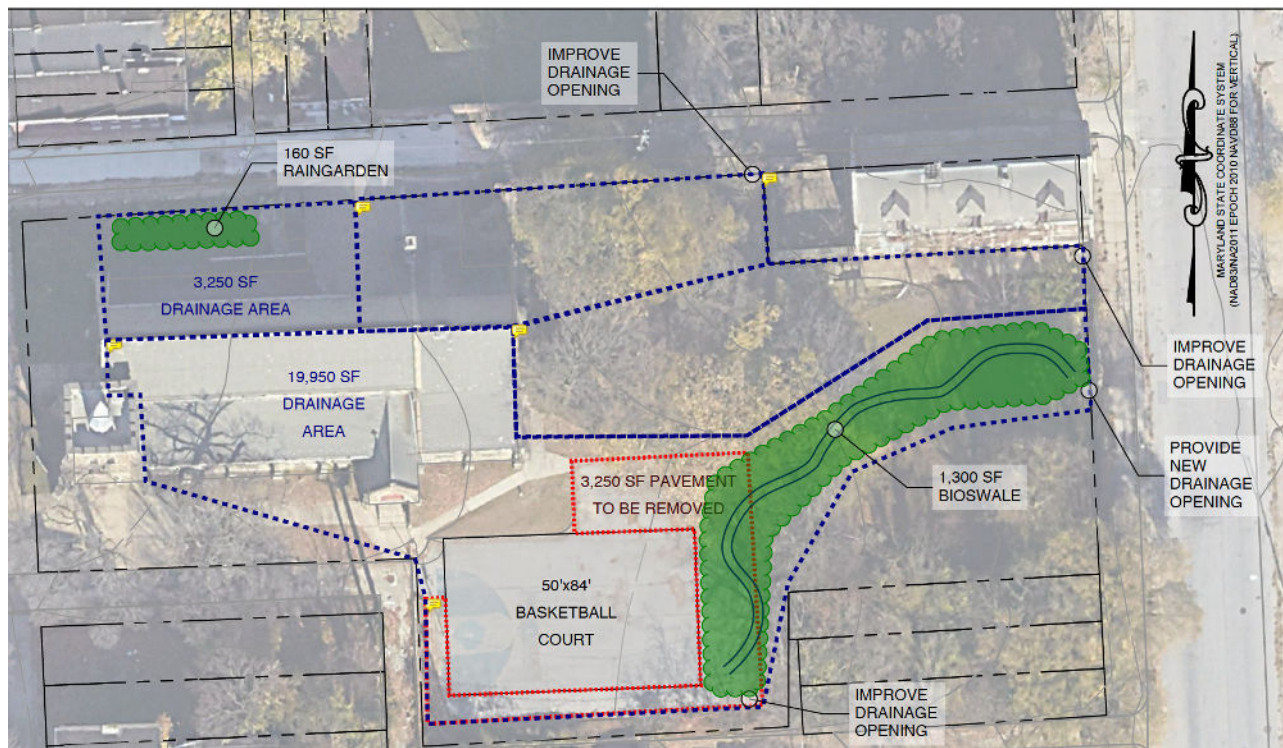 IMPROVE
DRAINAGE
OPENING
160 SF
RAINGARDEN
3,250 SF
DRAINAGE AREA
19,950 SF
DRAINAGE
AREA
3,250 SF PAVEMENT
TO BE REMOVED
50'x84'
BASKETBALL
COURT
1,300 SF
BIOSWALE
IMPROVE
DRAINAGE
OPENING
PROVIDE
NEW
DRAINAGE
OPENING
IMPROVE
DRAINAGE
OPENING
MARYLAND STATE COORDINATE SYSTEM
(NAD83/NA2011 EPOCH 2010 NAVD88 FOR VERTICAL)